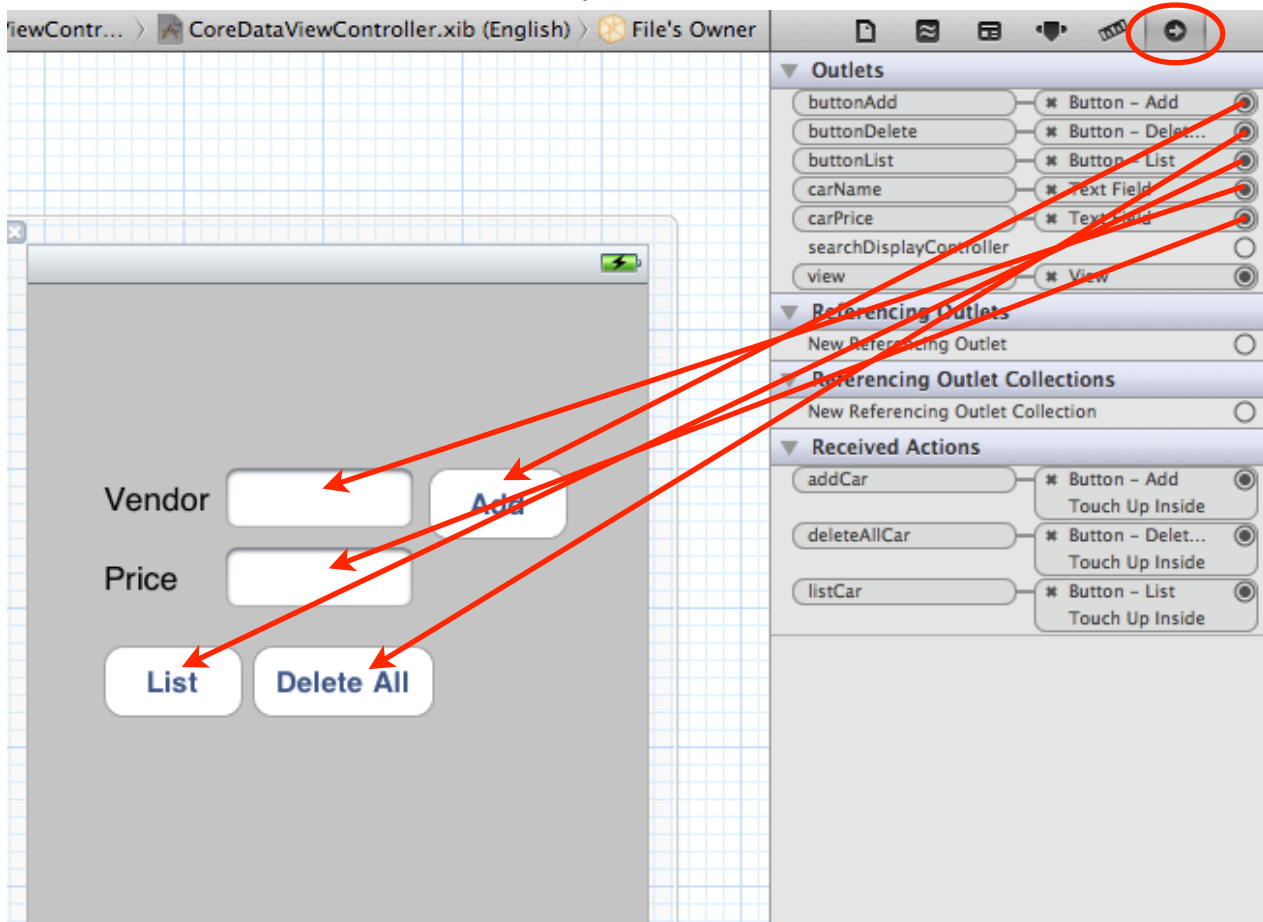 iewContr... CoreDataViewController.xib (English) File's Owner
Outlets
buttonAdd Button – Add
buttonDelete Button – Delet...
buttonList Button – List
carName Text Field
carPrice Text Field
searchDisplayController
view View
Referencing Outlets
New Referencing Outlet
Referencing Outlet Collections
New Referencing Outlet Collection
Received Actions
addCar Button – Add
Touch Up Inside
deleteAllCar Button – Delet...
Touch Up Inside
listCar Button – List
Touch Up Inside
Vendor Add
Price
List Delete All